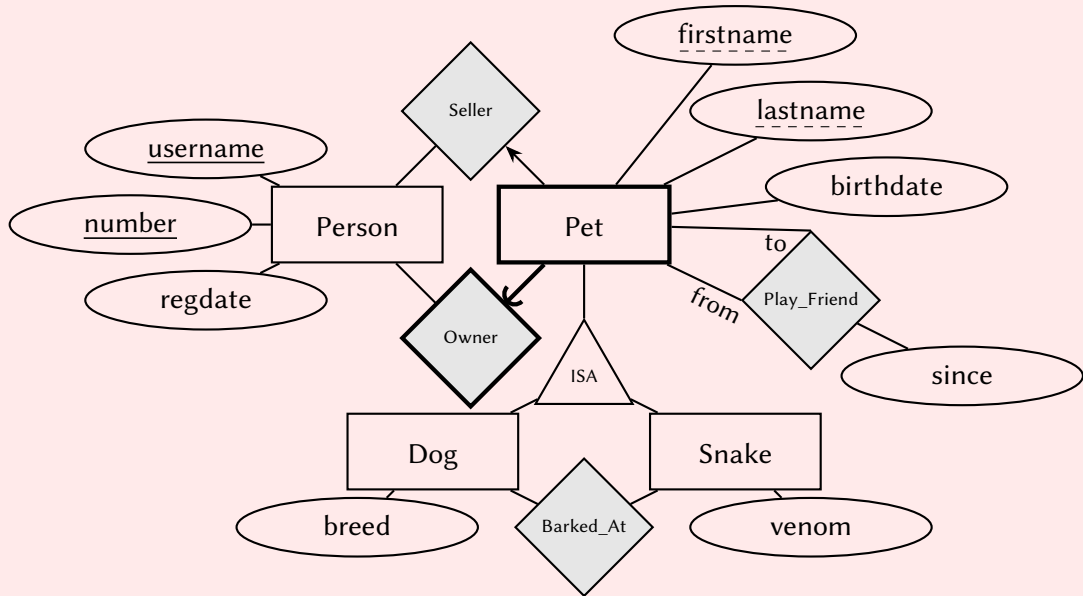 firstname
Seller
lastname
username
birthdate
number
Person
Pet
to
regdate
from
Play_Friend
Owner
ISA
since
Dog
Snake
breed
Barked_At
venom